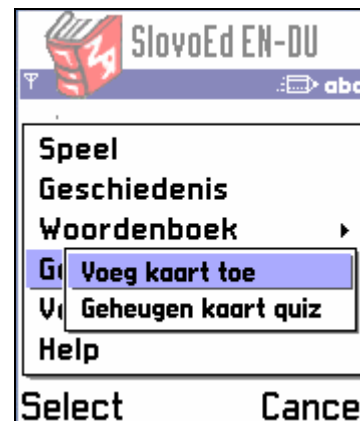 SlovoEd EN-DU
abc
Speel
Geschiedenis
Woordenboek
Voeg kaart toe
Geheugen kaart quiz
Help
Select Cance